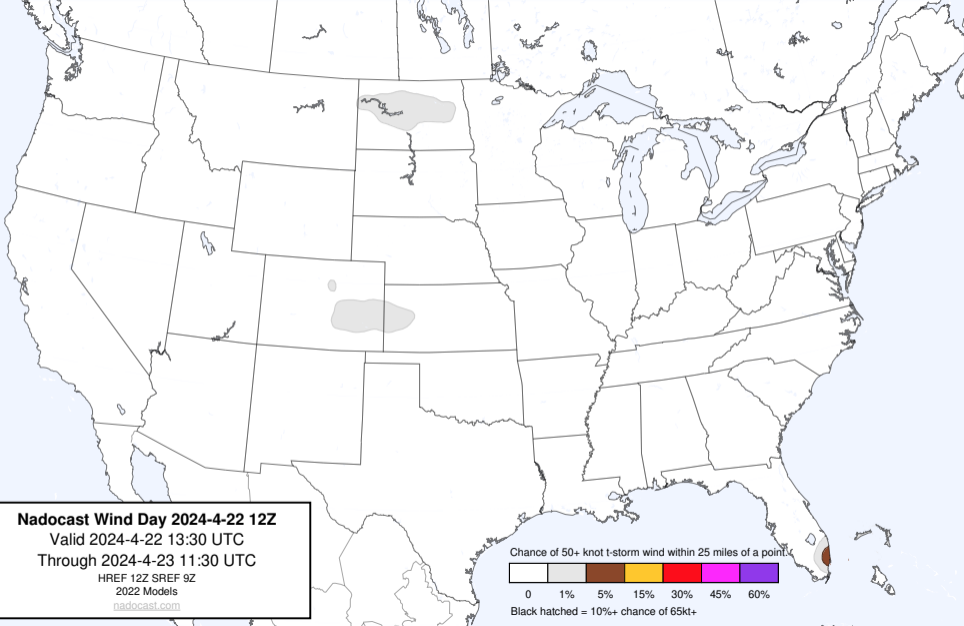 Nadocast Wind Day 2024-4-22 12Z
Valid 2024-4-22 13:30 UTC
Through 2024-4-23 11:30 UTC
HREF 12Z SREF 9Z
2022 Models
nadocast.com
Chance of 50+ knot t-storm wind within 25 miles of a point.
0 1% 5% 15% 30% 45% 60%
Black hatched = 10%+ chance of 65kt+